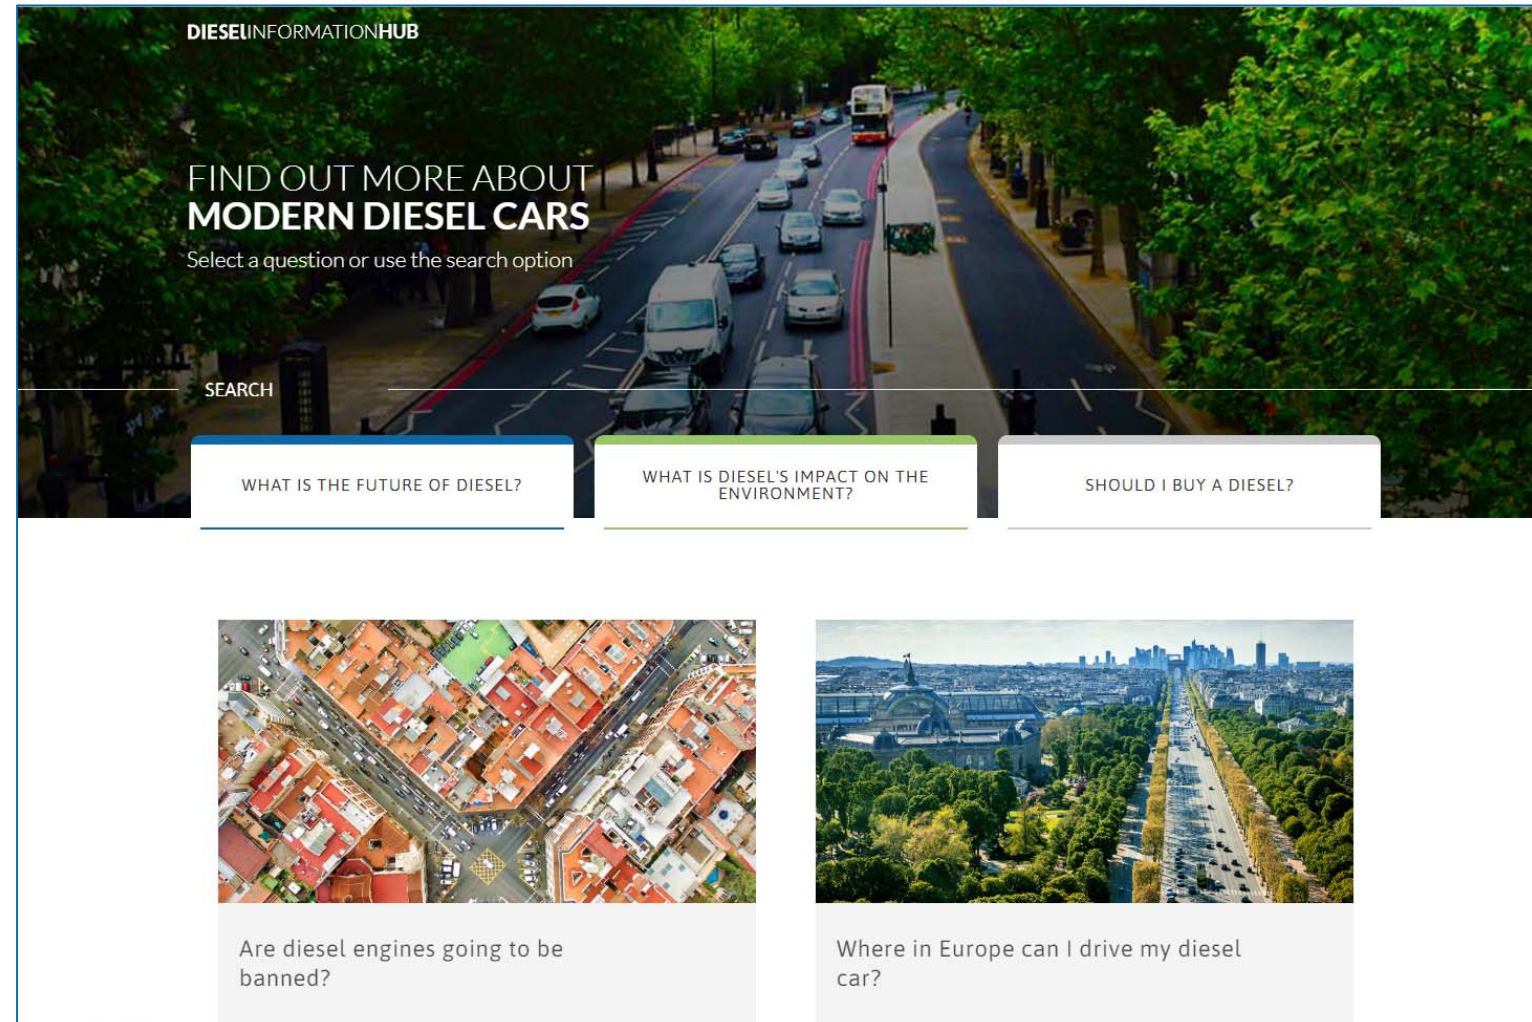 DIESELINFORMATIONHUB
FIND OUT MORE ABOUT
MODERN DIESEL CARS
Select a question or use the search option
SEARCH
WHAT IS THE FUTURE OF DIESEL?
WHAT IS DIESEL'S IMPACT ON THE
ENVIRONMENT?
SHOULD I BUY A DIESEL?
Are diesel engines going to be
banned?
Where in Europe can I drive my diesel
car?